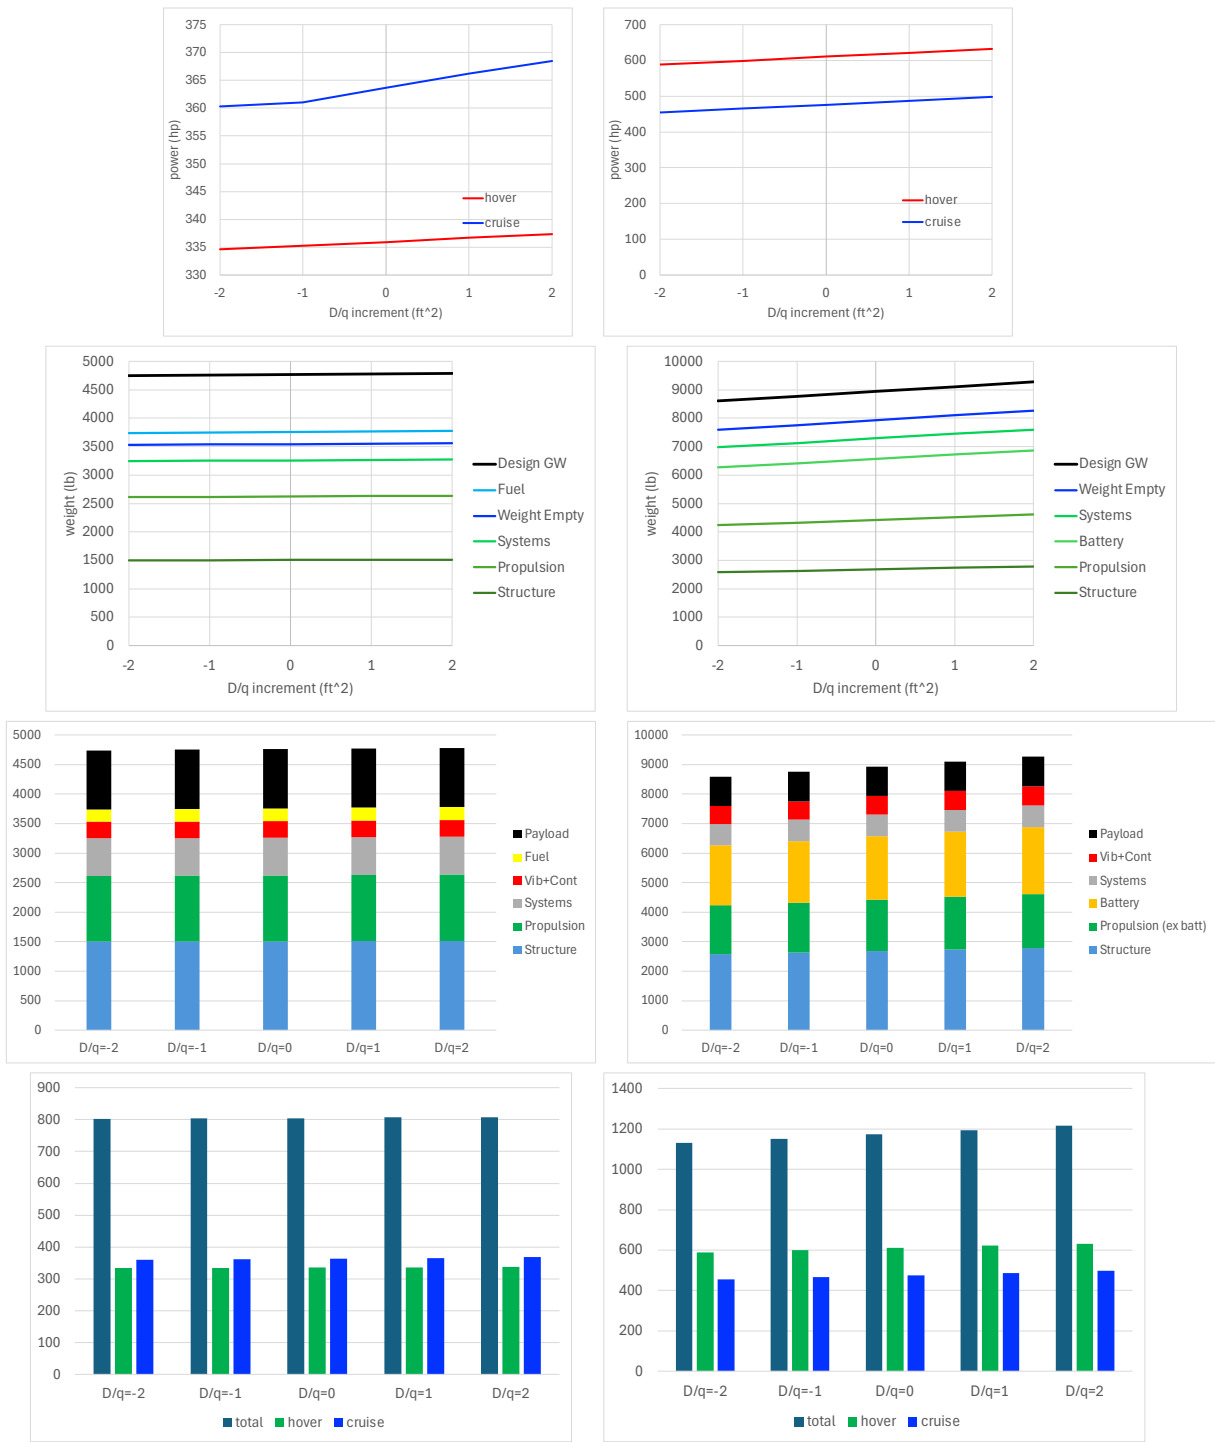 375
370
365
360
355
350
345
340
335
330
power (hp)
hover
cruise
-2 -1 0 1 2
D/q increment (ft^2)
700
600
500
400
300
200
100
0
power (hp)
hover
cruise
-2 -1 0 1 2
D/q increment (ft^2)
5000
4500
4000
3500
3000
2500
2000
1500
1000
500
0
weight (lb)
Design GW
Fuel
Weight Empty
Systems
Propulsion
Structure
-2 -1 0 1 2
D/q increment (ft^2)
10000
9000
8000
7000
6000
5000
4000
3000
2000
1000
0
weight (lb)
Design GW
Weight Empty
Systems
Battery
Propulsion
Structure
-2 -1 0 1 2
D/q increment (ft^2)
5000
4500
4000
3500
3000
2500
2000
1500
1000
500
0
Payload
Fuel
Vib+Cont
Systems
Propulsion
Structure
D/q=-2 D/q=-1 D/q=0 D/q=1 D/q=2
10000
9000
8000
7000
6000
5000
4000
3000
2000
1000
0
Payload
Vib+Cont
Systems
Battery
Propulsion (ex batt)
Structure
D/q=-2 D/q=-1 D/q=0 D/q=1 D/q=2
900
800
700
600
500
400
300
200
100
0
D/q=-2 D/q=-1 D/q=0 D/q=1 D/q=2
total hover cruise
1400
1200
1000
800
600
400
200
0
D/q=-2 D/q=-1 D/q=0 D/q=1 D/q=2
total hover cruise